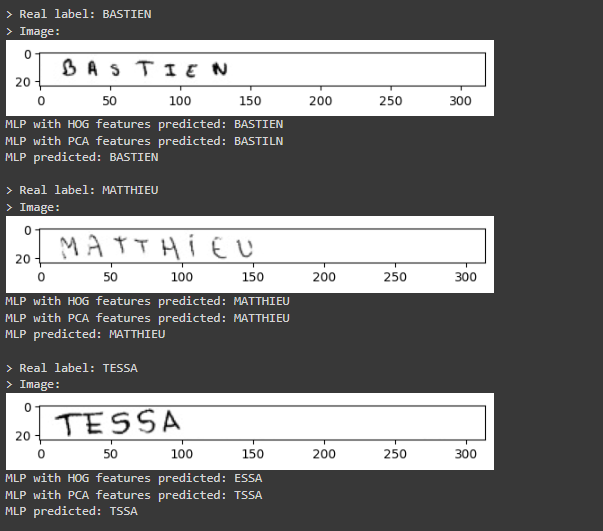 > Real label: BASTIEN
> Image:
0
BASTIEN
20
0 50 100 150 200 250 300
MLP with HOG features predicted: BASTIEN
MLP with PCA features predicted: BASTILN
MLP predicted: BASTIEN
> Real label: MATTHIEU
> Image:
0
MATTHiEU
20
0 50 100 150 200 250 300
MLP with HOG features predicted: MATTHIEU
MLP with PCA features predicted: MATTHIEU
MLP predicted: MATTHIEU
> Real label: TESSA
> Image:
0
TESSA
20
0 50 100 150 200 250 300
MLP with HOG features predicted: ESSA
MLP with PCA features predicted: TSSA
MLP predicted: TSSA